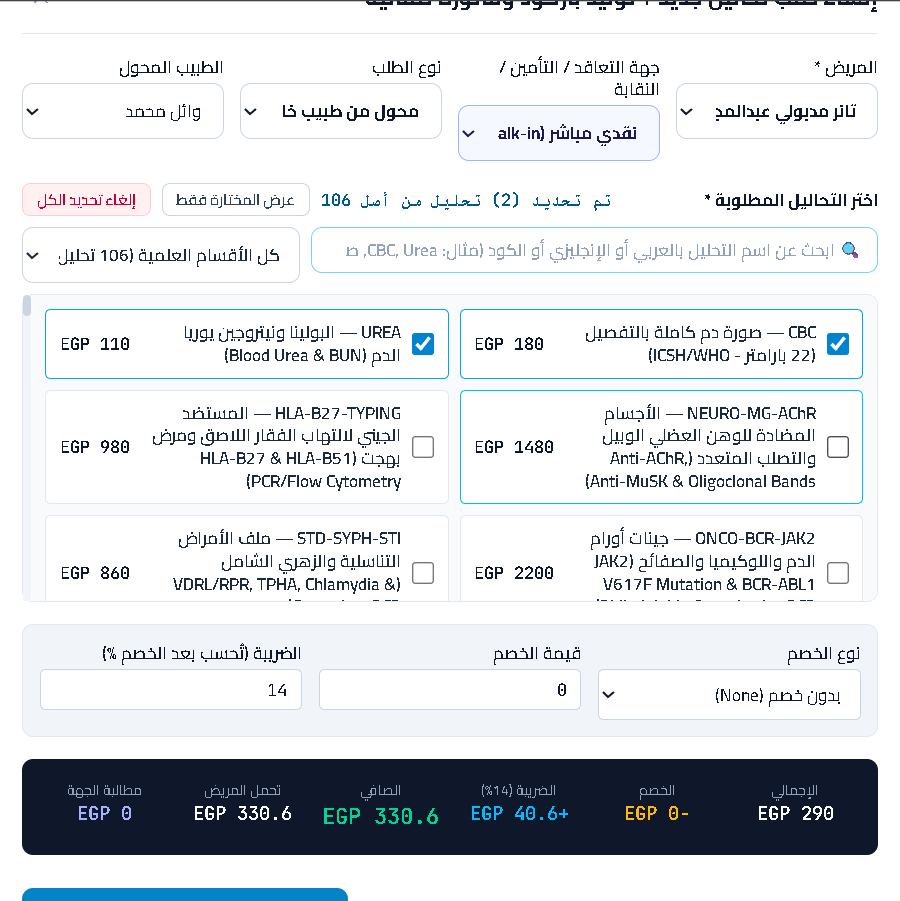 المريض *
ثائر مدبولي عبدالمج
جهة التعاقد / التأمين / النقابة
نقدي مباشر (alk-in
نوع الطلب
محول من طبيب خا
الطبيب المحول
وائل محمد
اختر التحاليل المطلوبة *
تم تحديد (2) تحليل من أصل 106
عرض المختارة فقط
إلغاء تحديد الكل
ابحث عن اسم التحليل بالعربي أو الإنجليزي أو الكود (مثال: CBC, Urea, ص
كل الأقسام العلمية (106 تحليل
CBC — صورة دم كاملة بالتفصيل
(22 بارامتر - ICSH/WHO)
EGP 180
UREA — البولينا ونيتروجين يوريا
الدم (Blood Urea & BUN)
EGP 110
NEURO-MG-AChR — الأجسام
المضادة للوهن العضلي الوبيل
والتصلب المتعدد (Anti-AChR,
Anti-MuSK & Oligoclonal Bands)
EGP 1480
HLA-B27-TYPING — المستضد
الجيني لالتهاب الفقار اللاصق ومرض
بهجت (HLA-B27 & HLA-B51
PCR/Flow Cytometry)
EGP 980
ONCO-BCR-JAK2 — جينات أورام
الدم واللوكيميا والصفائح (JAK2
V617F Mutation & BCR-ABL1
EGP 2200
STD-SYPH-STI — ملف الأمراض
التناسلية والزهري الشامل
(VDRL/RPR, TPHA, Chlamydia &
EGP 860
نوع الخصم
بدون خصم (None)
قيمة الخصم
0
الضريبة (تُحسب بعد الخصم %)
14
الإجمالي
EGP 290
الخصم
EGP 0-
الضريبة (14%)
EGP 40.6+
الصافي
EGP 330.6
تحمل المريض
EGP 330.6
مطالبة الجهة
EGP 0